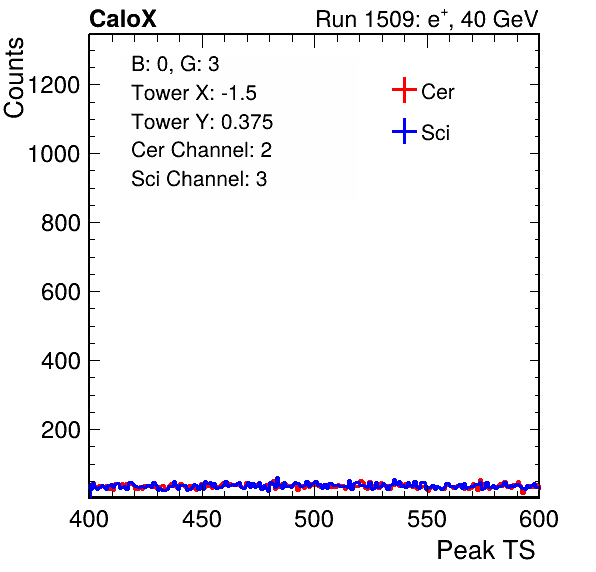 CaloX Run 1509: e⁺, 40 GeV
Counts
B: 0, G: 3
Tower X: -1.5
Tower Y: 0.375
Cer Channel: 2
Sci Channel: 3
Cer
Sci
1200
1000
800
600
400
200
400 450 500 550 600
Peak TS